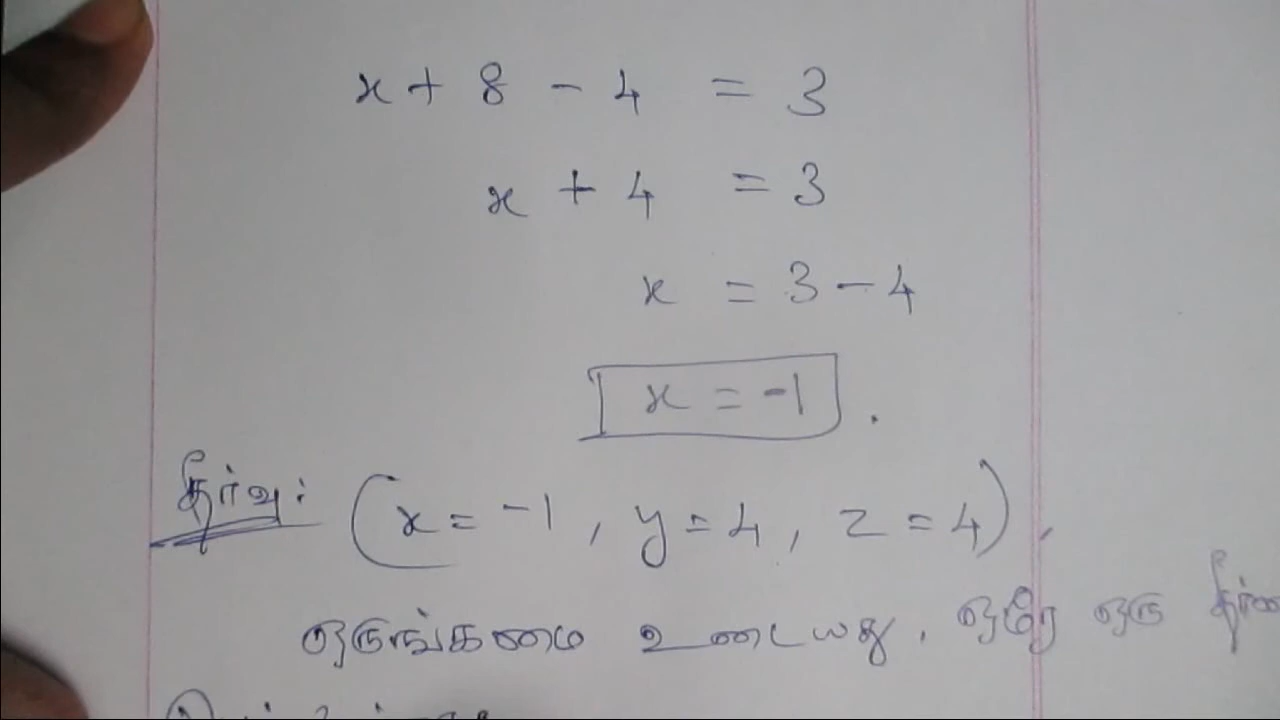 x + 8 - 4 = 3
x + 4 = 3
x = 3 - 4
x = -1 .
தீர்வு: (x = -1, y = 4, z = 4),
ஒருங்கமை உடையது. ஒரே ஒரு